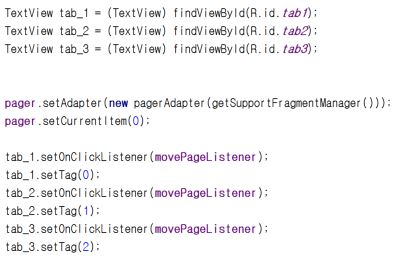 TextView tab_1 = (TextView) findViewById(R.id.tab1);
TextView tab_2 = (TextView) findViewById(R.id.tab2);
TextView tab_3 = (TextView) findViewById(R.id.tab3);
pager.setAdapter(new pagerAdapter(getSupportFragmentManager()));
pager.setCurrentItem(0);
tab_1.setOnClickListener(movePageListener);
tab_1.setTag(0);
tab_2.setOnClickListener(movePageListener);
tab_2.setTag(1);
tab_3.setOnClickListener(movePageListener);
tab_3.setTag(2);